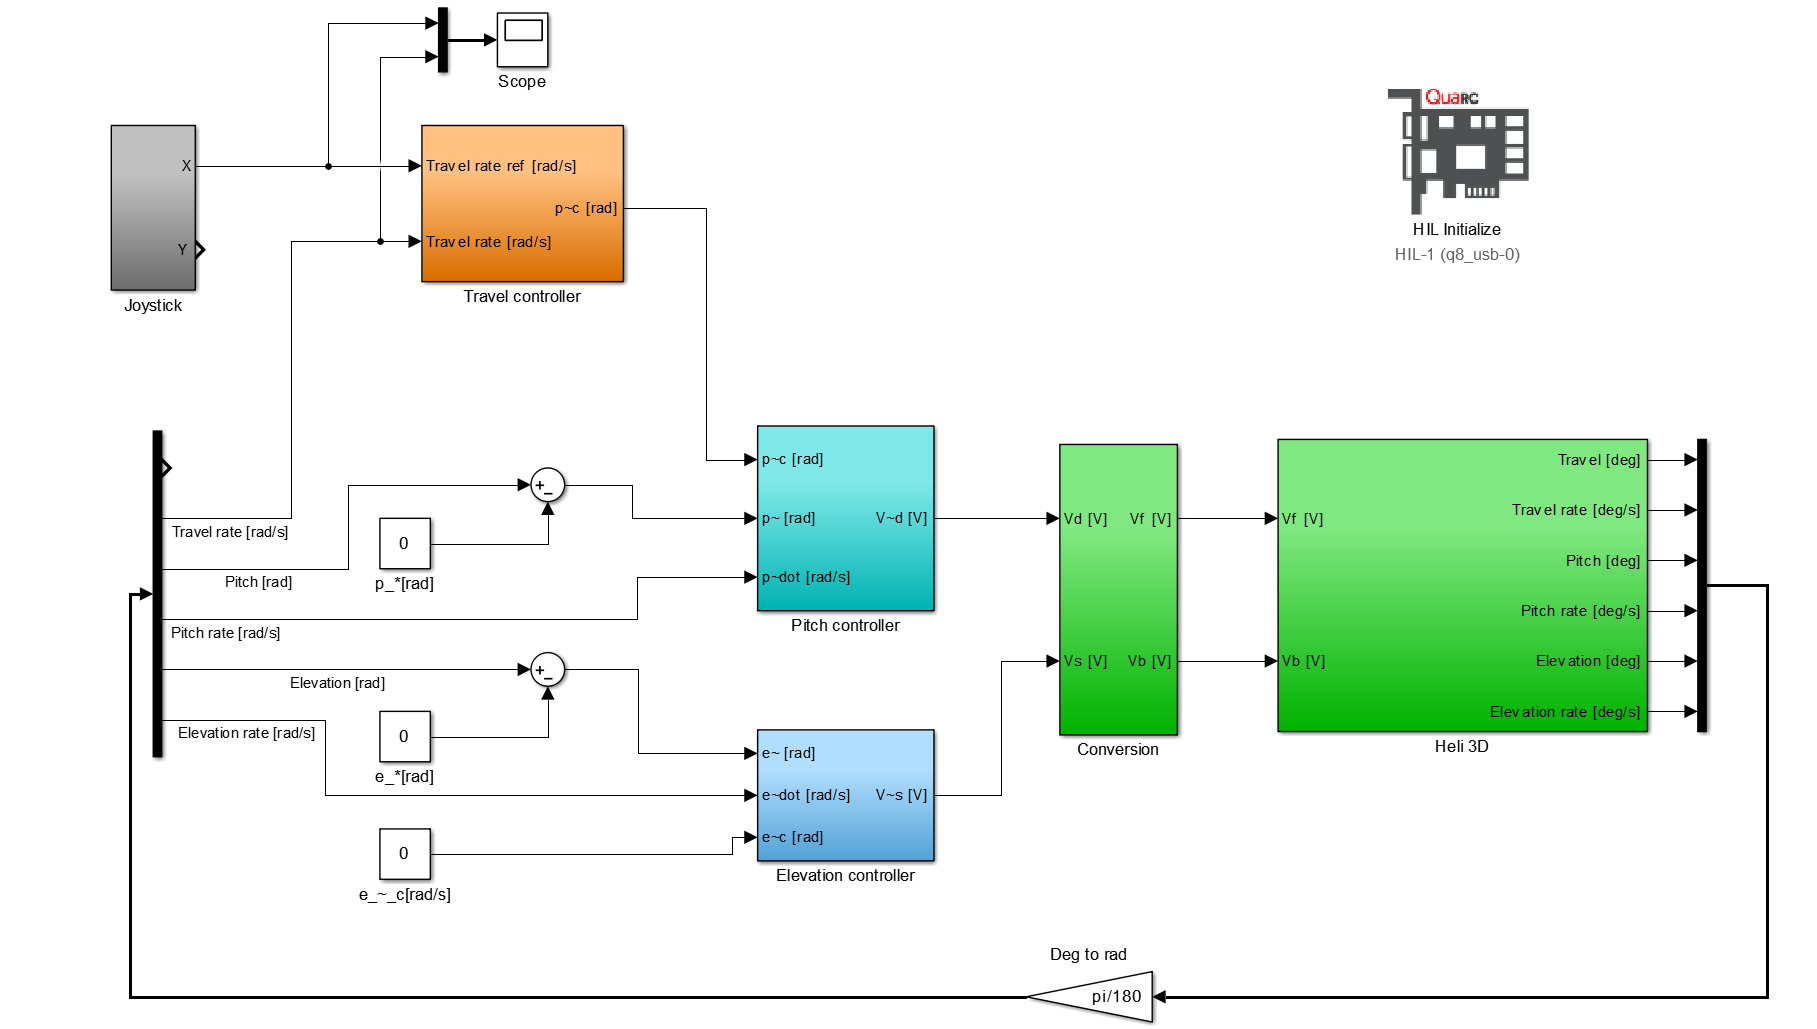 Scope
QuaRC
HIL Initialize
HIL-1 (q8_usb-0)
X
Y
Joystick
Travel rate ref [rad/s]
p~c [rad]
Travel rate [rad/s]
Travel controller
Travel rate [rad/s]
Pitch [rad]
Pitch rate [rad/s]
Elevation [rad]
Elevation rate [rad/s]
+
−
0
p_*[rad]
+
−
0
e_*[rad]
0
e_~_c[rad/s]
p~c [rad]
p~ [rad]
V~d [V]
p~dot [rad/s]
Pitch controller
e~ [rad]
e~dot [rad/s]
V~s [V]
e~c [rad]
Elevation controller
Vd [V]
Vf [V]
Vs [V]
Vb [V]
Conversion
Vf [V]
Vb [V]
Travel [deg]
Travel rate [deg/s]
Pitch [deg]
Pitch rate [deg/s]
Elevation [deg]
Elevation rate [deg/s]
Heli 3D
Deg to rad
pi/180